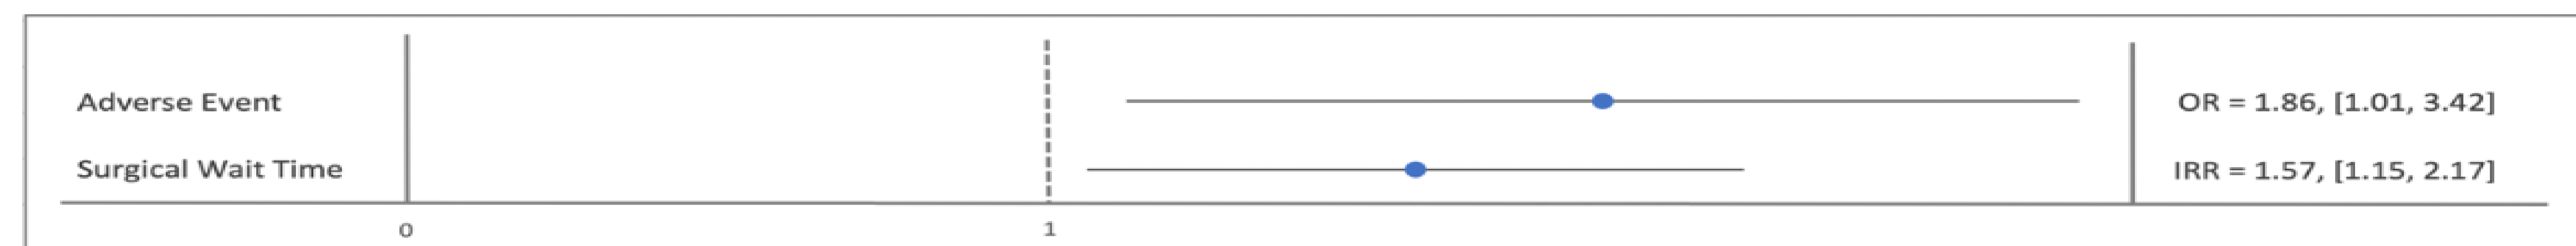 Adverse Event OR = 1.86, [1.01, 3.42]
Surgical Wait Time IRR = 1.57, [1.15, 2.17]
0 1